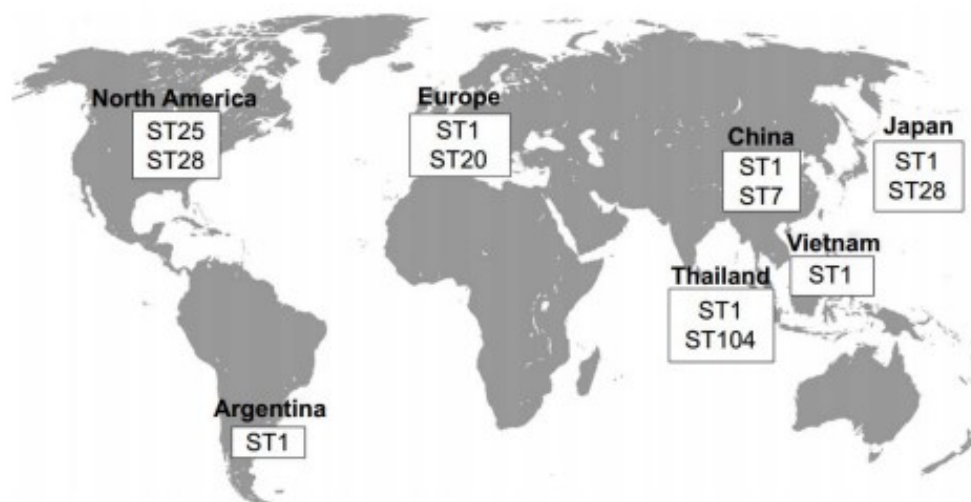 North America
ST25
ST28
Europe
ST1
ST20
China
ST1
ST7
Japan
ST1
ST28
Vietnam
ST1
Thailand
ST1
ST104
Argentina
ST1